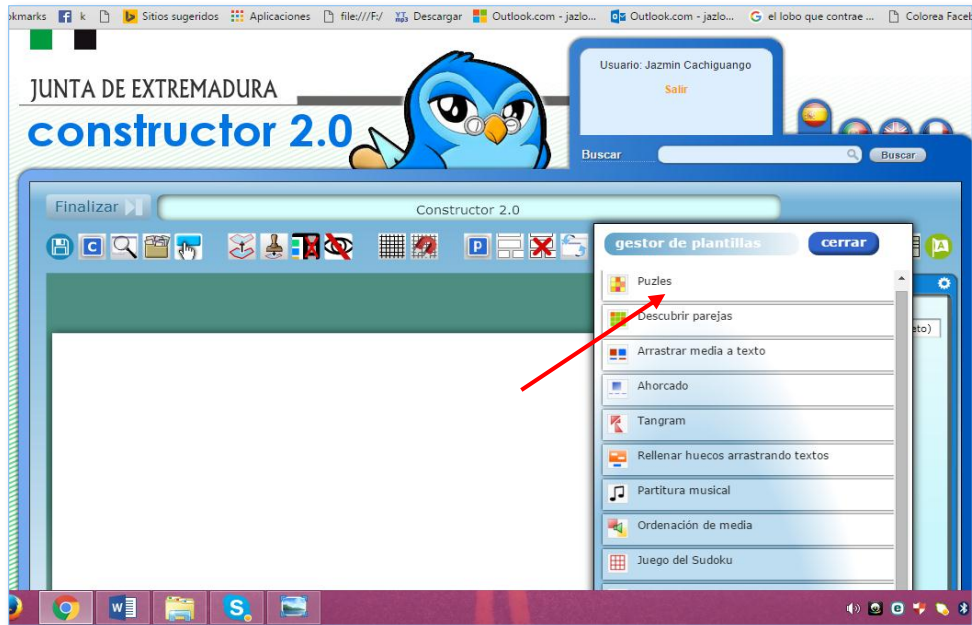 okmarks k Sitios sugeridos Aplicaciones file:///F:/ Descargar Outlook.com - jazlo... Outlook.com - jazlo... el lobo que contrae ... Colorea Faceb
Usuario: Jazmin Cachiguango
Salir
JUNTA DE EXTREMADURA
constructor 2.0
Buscar Buscar
Finalizar Constructor 2.0
gestor de plantillas cerrar
Puzles
Descubrir parejas
Arrastrar media a texto
Ahorcado
Tangram
Rellenar huecos arrastrando textos
Partitura musical
Ordenación de media
Juego del Sudoku